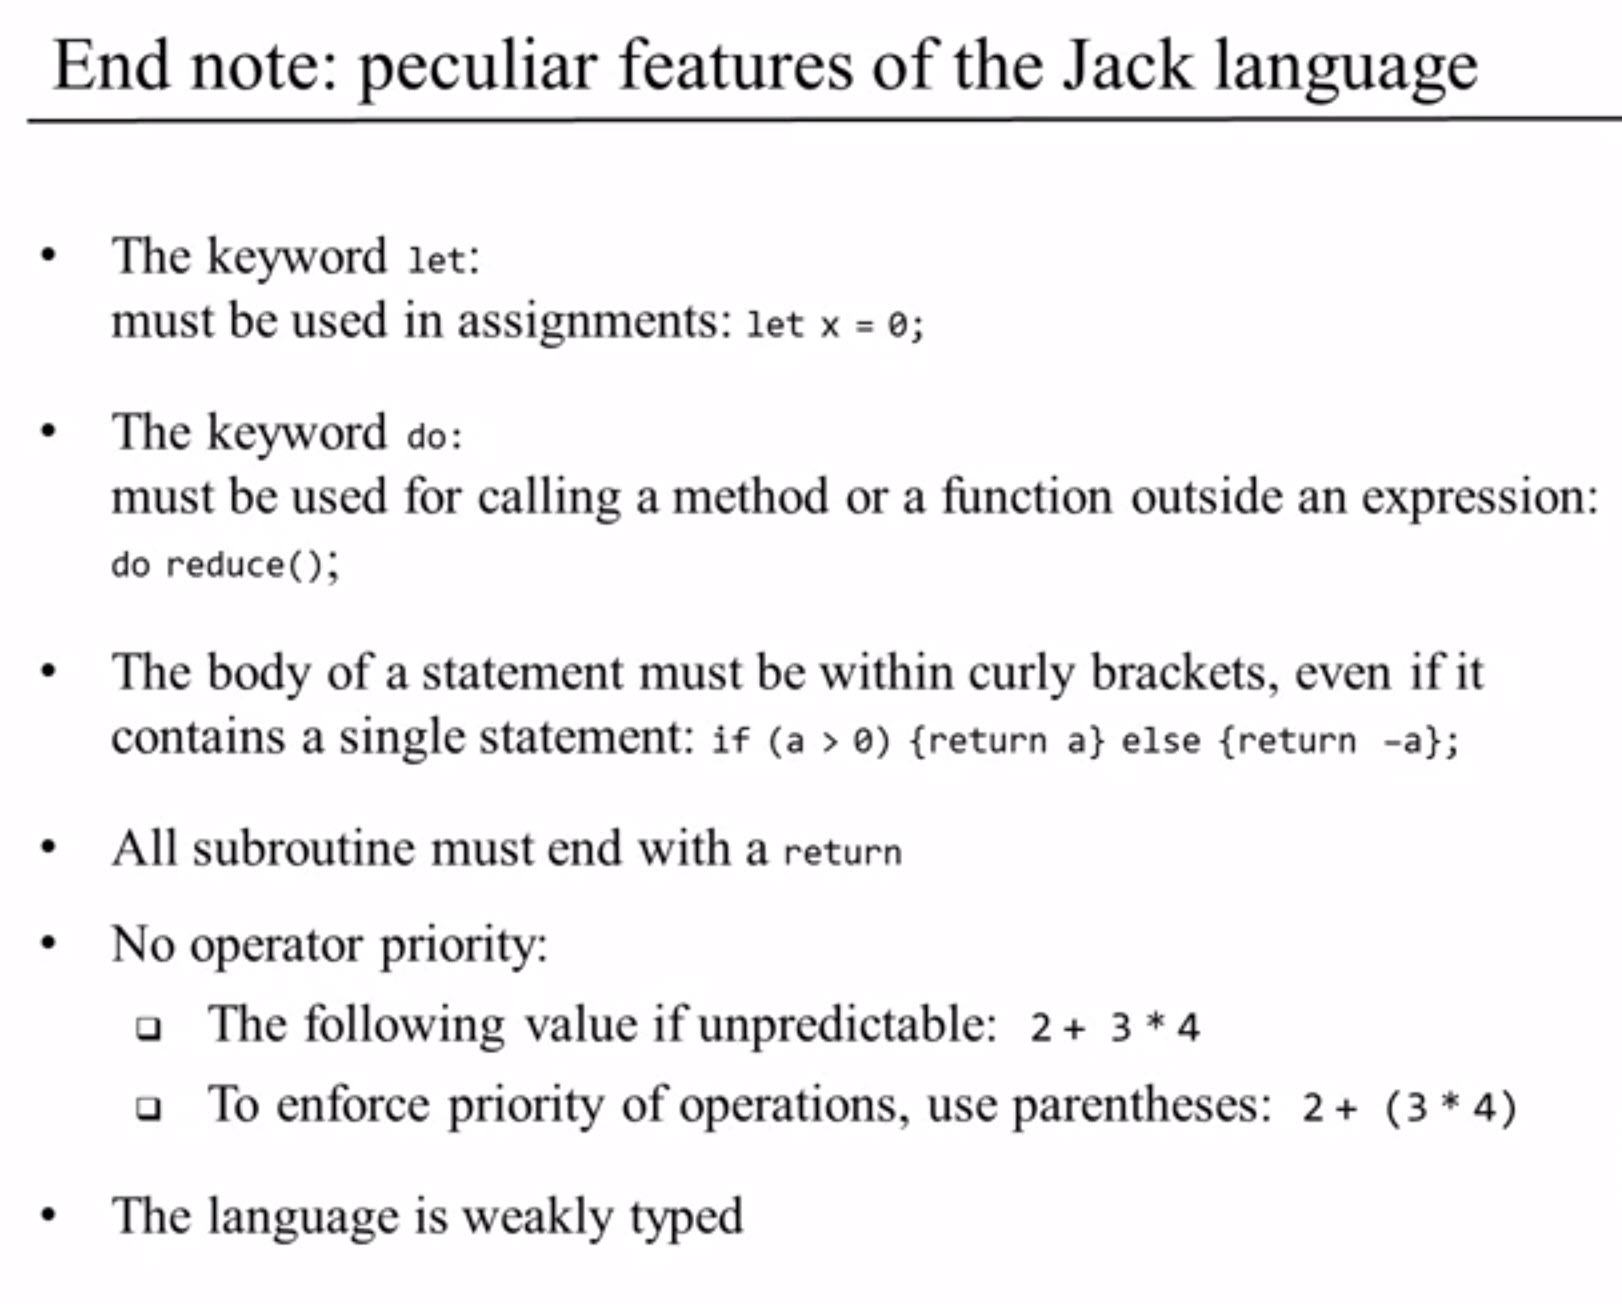 End note: peculiar features of the Jack language
• The keyword let:
must be used in assignments: let x = 0;
• The keyword do:
must be used for calling a method or a function outside an expression:
do reduce();
• The body of a statement must be within curly brackets, even if it
contains a single statement: if (a > 0) {return a} else {return -a};
• All subroutine must end with a return
• No operator priority:
❑ The following value if unpredictable: 2 + 3 * 4
❑ To enforce priority of operations, use parentheses: 2 + (3 * 4)
• The language is weakly typed